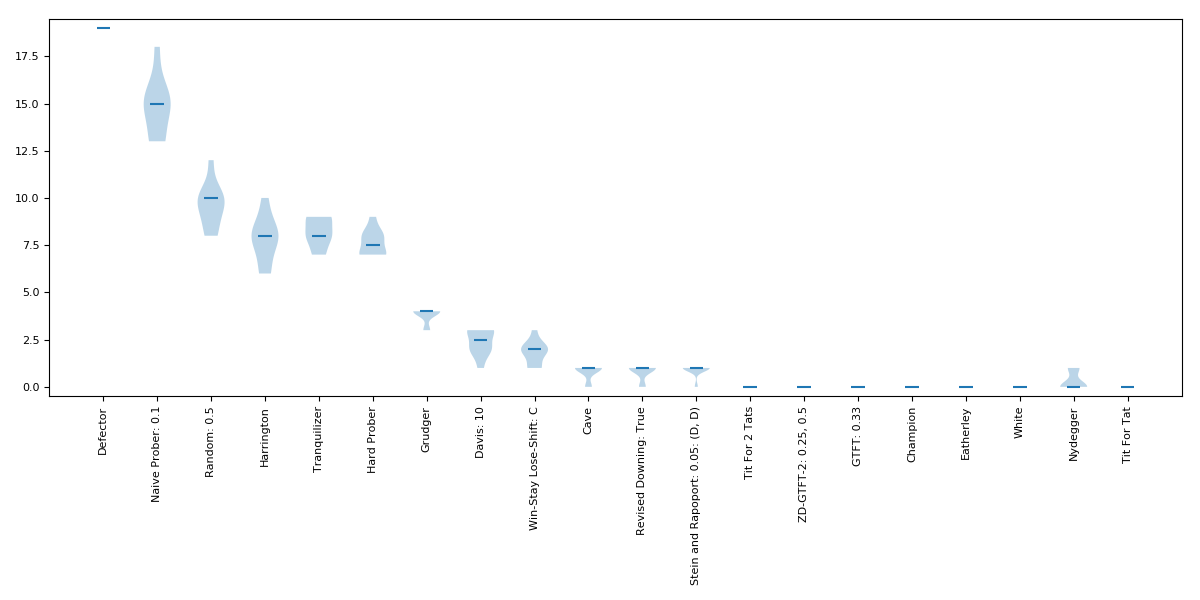 17.5
15.0
12.5
10.0
7.5
5.0
2.5
0.0
Defector
Naive Prober: 0.1
Random: 0.5
Harrington
Tranquilizer
Hard Prober
Grudger
Davis: 10
Win-Stay Lose-Shift: C
Cave
Revised Downing: True
Stein and Rapoport: 0.05: (D, D)
Tit For 2 Tats
ZD-GTFT-2: 0.25, 0.5
GTFT: 0.33
Champion
Eatherley
White
Nydegger
Tit For Tat